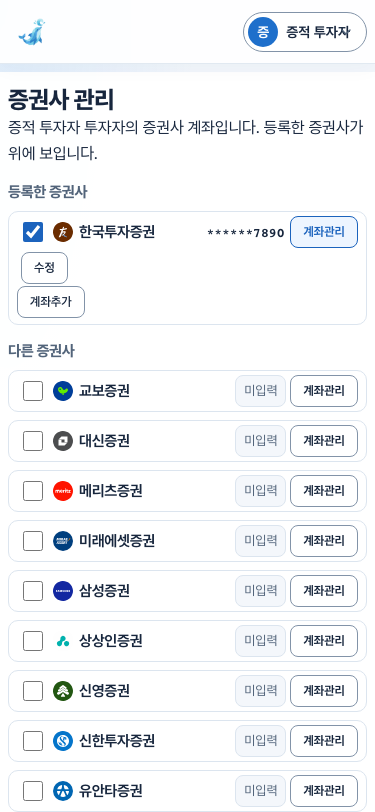 증 증적 투자자
증권사 관리
증적 투자자 투자자의 증권사 계좌입니다. 등록한 증권사가
위에 보입니다.
등록한 증권사
한국투자증권 ******7890 계좌관리
수정
계좌추가
다른 증권사
교보증권 미입력 계좌관리
대신증권 미입력 계좌관리
meritz 메리츠증권 미입력 계좌관리
미래에셋증권 미입력 계좌관리
SAMSUNG 삼성증권 미입력 계좌관리
상상인증권 미입력 계좌관리
신영증권 미입력 계좌관리
신한투자증권 미입력 계좌관리
유안타증권 미입력 계좌관리